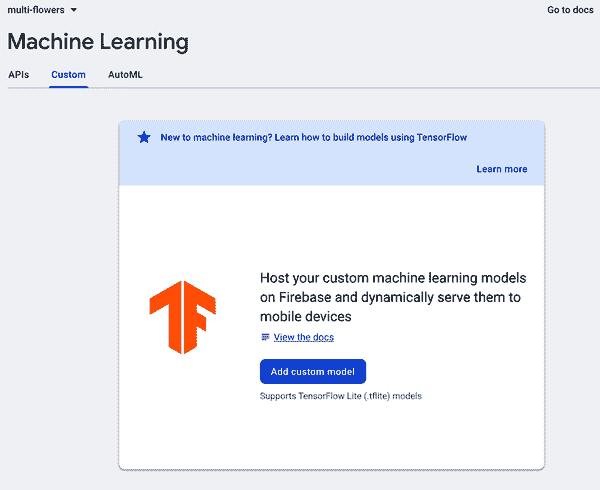 multi-flowers
Go to docs
Machine Learning
APIs
Custom
AutoML
New to machine learning? Learn how to build models using TensorFlow
Learn more
Host your custom machine learning models
on Firebase and dynamically serve them to
mobile devices
View the docs
Add custom model
Supports TensorFlow Lite (.tflite) models